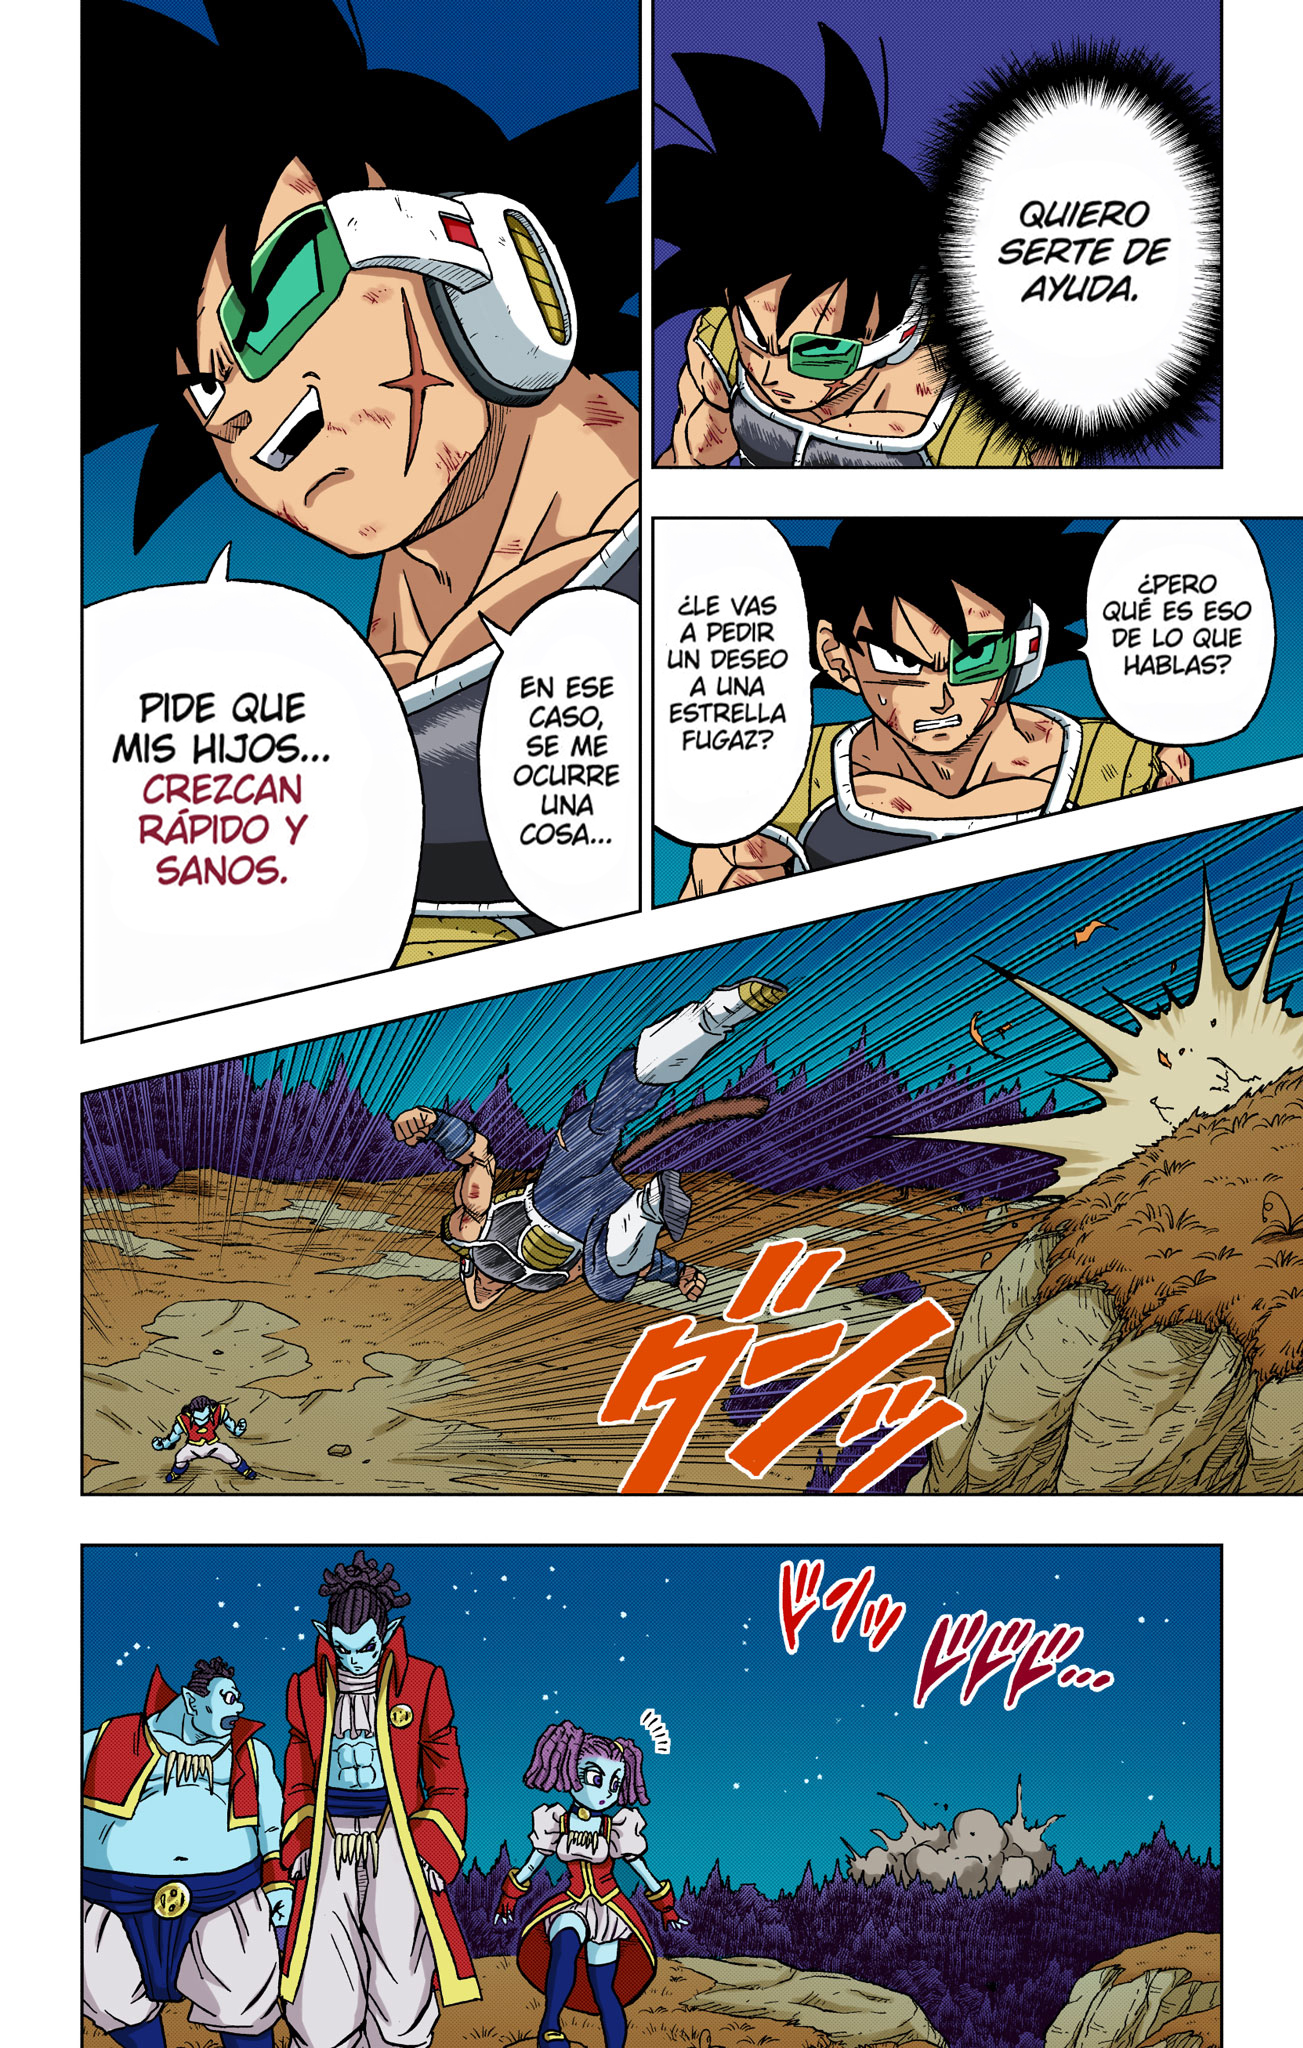 QUIERO
SERTE DE
AYUDA.
¿PERO
QUÉ ES ESO
DE LO QUE
HABLAS?
¿LE VAS
A PEDIR
UN DESEO
A UNA
ESTRELLA
FUGAZ?
EN ESE
CASO,
SE ME
OCURRE
UNA
COSA...
PIDE QUE
MIS HIJOS...
CREZCAN
RÁPIDO Y
SANOS.
ダンッ
ドンッ
ドドド...